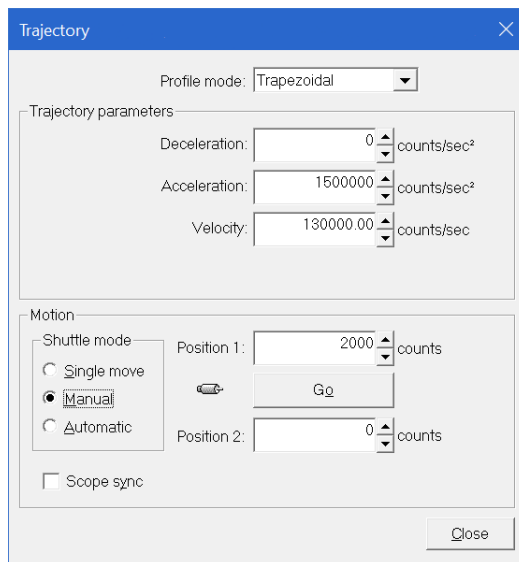 Trajectory
Profile mode: Trapezoidal
Trajectory parameters
Deceleration: 0 counts/sec²
Acceleration: 1500000 counts/sec²
Velocity: 130000.00 counts/sec
Motion
Shuttle mode
Single move
Manual
Automatic
Position 1: 2000 counts
Go
Position 2: 0 counts
Scope sync
Close